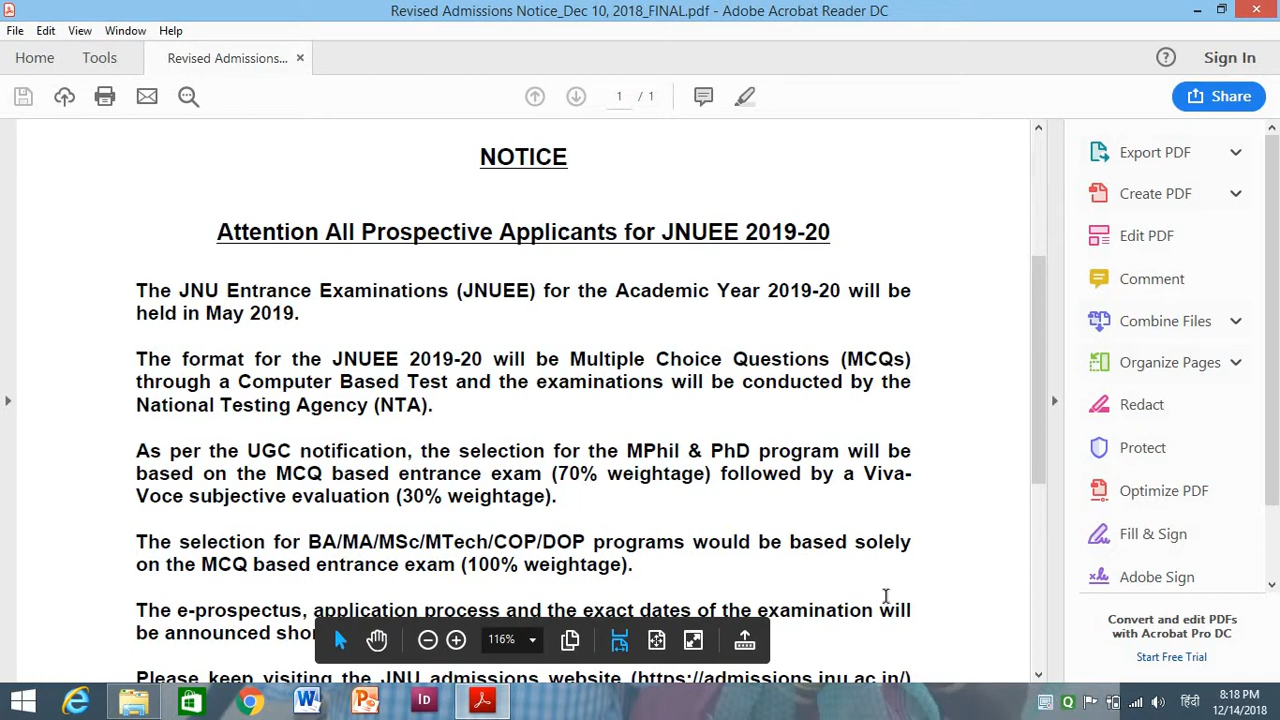 Revised Admissions Notice_Dec 10, 2018_FINAL.pdf - Adobe Acrobat Reader DC
File Edit View Window Help
Home Tools Revised Admissions... × ? Sign In
1 / 1 Share
NOTICE
Attention All Prospective Applicants for JNUEE 2019-20
The JNU Entrance Examinations (JNUEE) for the Academic Year 2019-20 will be
held in May 2019.
The format for the JNUEE 2019-20 will be Multiple Choice Questions (MCQs)
through a Computer Based Test and the examinations will be conducted by the
National Testing Agency (NTA).
As per the UGC notification, the selection for the MPhil & PhD program will be
based on the MCQ based entrance exam (70% weightage) followed by a Viva-
Voce subjective evaluation (30% weightage).
The selection for BA/MA/MSc/MTech/COP/DOP programs would be based solely
on the MCQ based entrance exam (100% weightage).
The e-prospectus, application process and the exact dates of the examination will
be announced shor
Please keep visiting the JNU admissions website (https://admissions.jnu.ac.in/)
116%
Export PDF
Create PDF
Edit PDF
Comment
Combine Files
Organize Pages
Redact
Protect
Optimize PDF
Fill & Sign
Adobe Sign
Convert and edit PDFs
with Acrobat Pro DC
Start Free Trial
Id
हिंदी
8:18 PM
12/14/2018